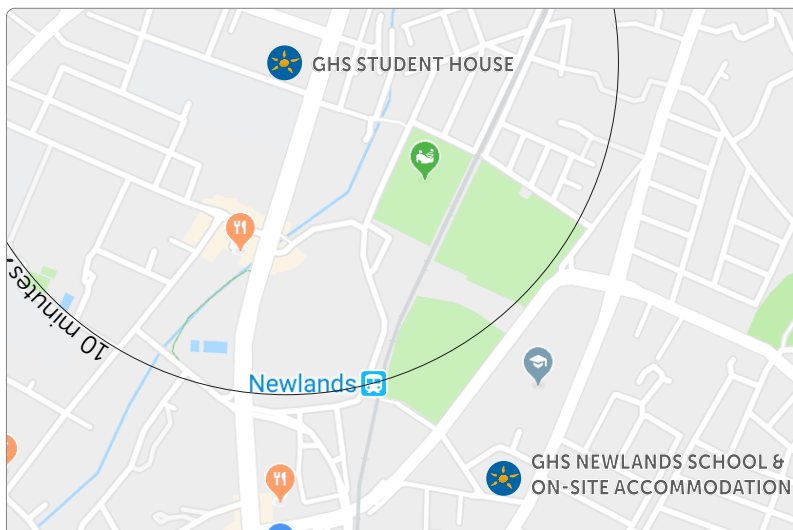 GHS STUDENT HOUSE
10 minutes
Newlands
GHS NEWLANDS SCHOOL &
ON-SITE ACCOMMODATION